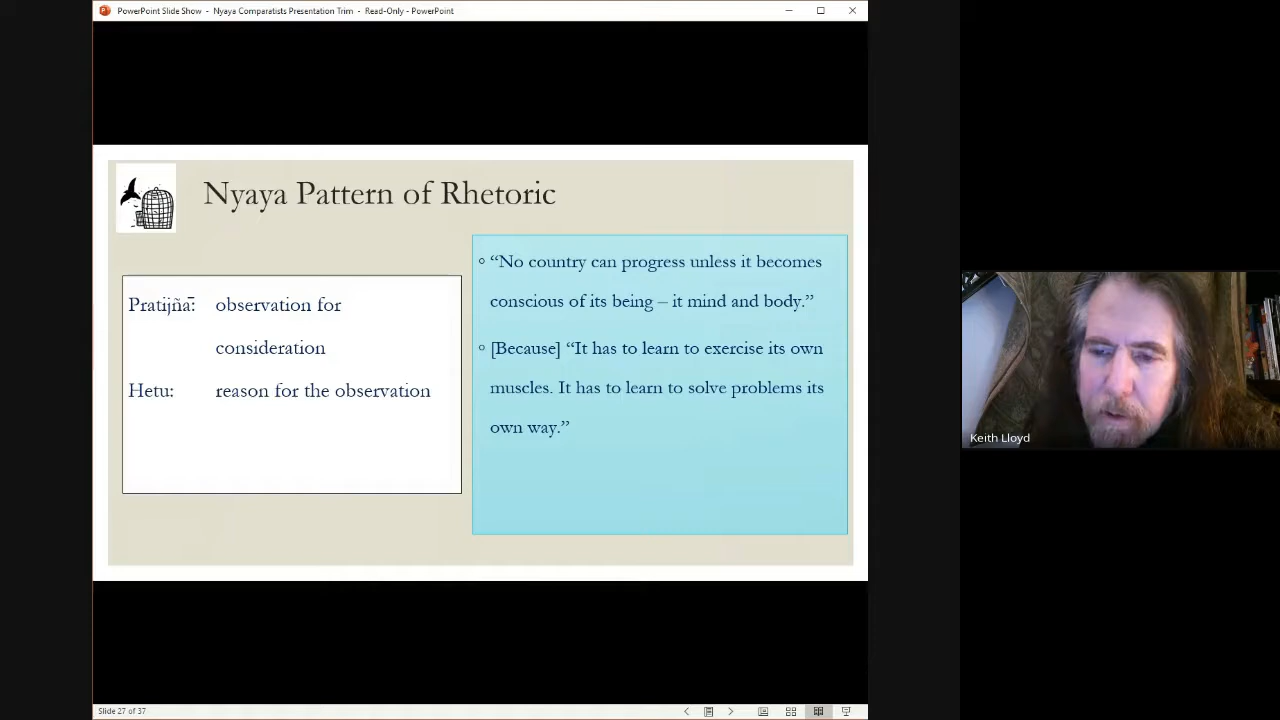 PowerPoint Slide Show - Nyaya Comparatists Presentation Trim - Read-Only - PowerPoint
Nyaya Pattern of Rhetoric
Pratijñā: observation for
consideration
Hetu: reason for the observation
“No country can progress unless it becomes
conscious of its being – it mind and body.”
[Because] “It has to learn to exercise its own
muscles. It has to learn to solve problems its
own way.”
Keith Lloyd
Slide 27 of 37